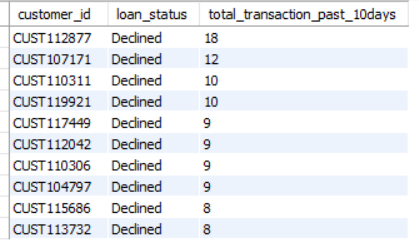 customer_id loan_status total_transaction_past_10days
CUST112877 Declined 18
CUST107171 Declined 12
CUST110311 Declined 10
CUST119921 Declined 10
CUST117449 Declined 9
CUST112042 Declined 9
CUST110306 Declined 9
CUST104797 Declined 9
CUST115686 Declined 8
CUST113732 Declined 8